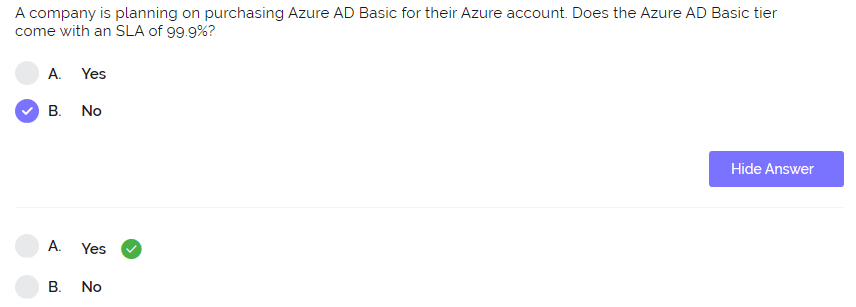 A company is planning on purchasing Azure AD Basic for their Azure account. Does the Azure AD Basic tier
come with an SLA of 99.9%?
A. Yes
B. No
Hide Answer
A. Yes
B. No